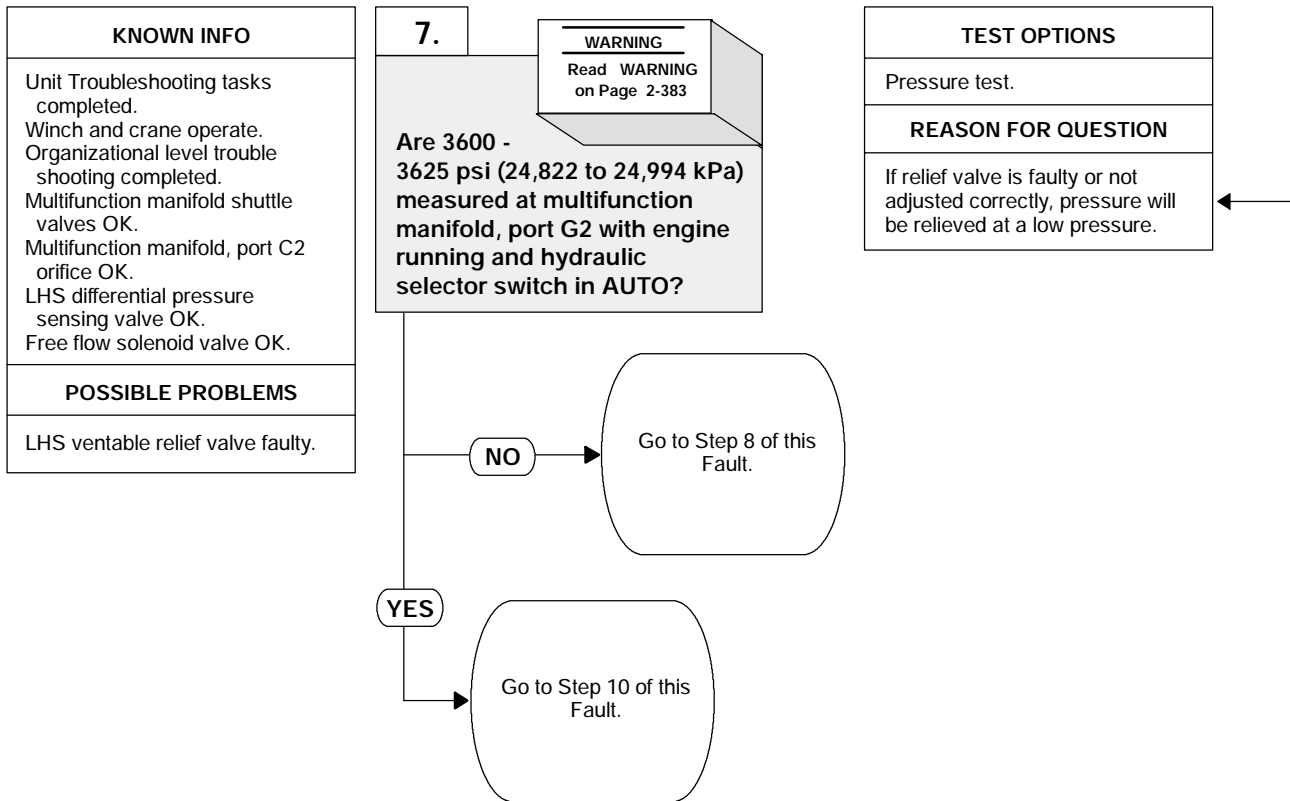 KNOWN INFO
Unit Troubleshooting tasks
completed.
Winch and crane operate.
Organizational level trouble
shooting completed.
Multifunction manifold shuttle
valves OK.
Multifunction manifold, port C2
orifice OK.
LHS differential pressure
sensing valve OK.
Free flow solenoid valve OK.
POSSIBLE PROBLEMS
LHS ventable relief valve faulty.
7.
WARNING
Read WARNING
on Page 2-383
Are 3600 -
3625 psi (24,822 to 24,994 kPa)
measured at multifunction
manifold, port G2 with engine
running and hydraulic
selector switch in AUTO?
TEST OPTIONS
Pressure test.
REASON FOR QUESTION
If relief valve is faulty or not
adjusted correctly, pressure will
be relieved at a low pressure.
NO
Go to Step 8 of this
Fault.
YES
Go to Step 10 of this
Fault.